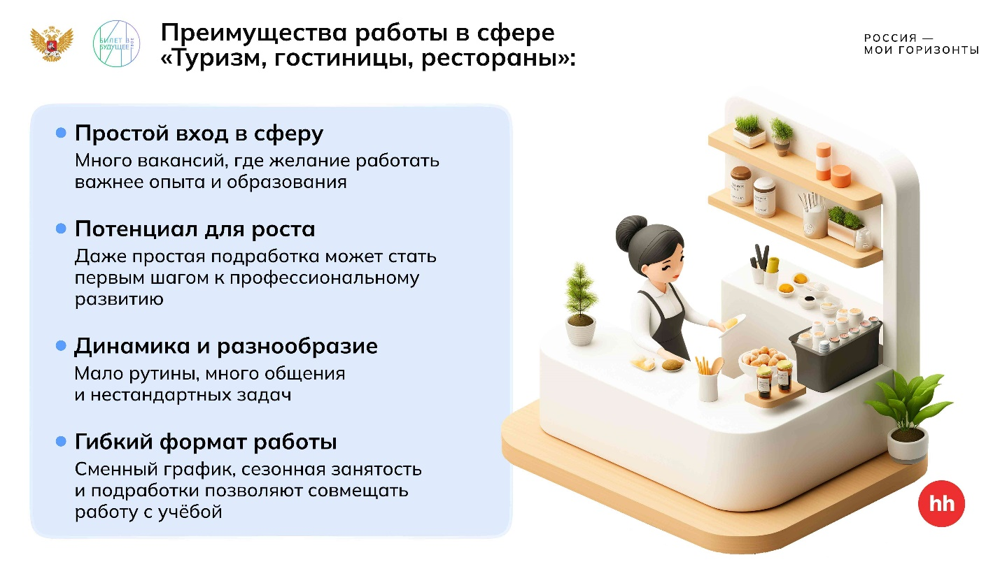 БИЛЕТ В
БУДУЩЕЕ
ТВОЕ
Преимущества работы в сфере
«Туризм, гостиницы, рестораны»:
РОССИЯ —
МОИ ГОРИЗОНТЫ
Простой вход в сферу
Много вакансий, где желание работать
важнее опыта и образования
Потенциал для роста
Даже простая подработка может стать
первым шагом к профессиональному
развитию
Динамика и разнообразие
Мало рутины, много общения
и нестандартных задач
Гибкий формат работы
Сменный график, сезонная занятость
и подработки позволяют совмещать
работу с учёбой
hh